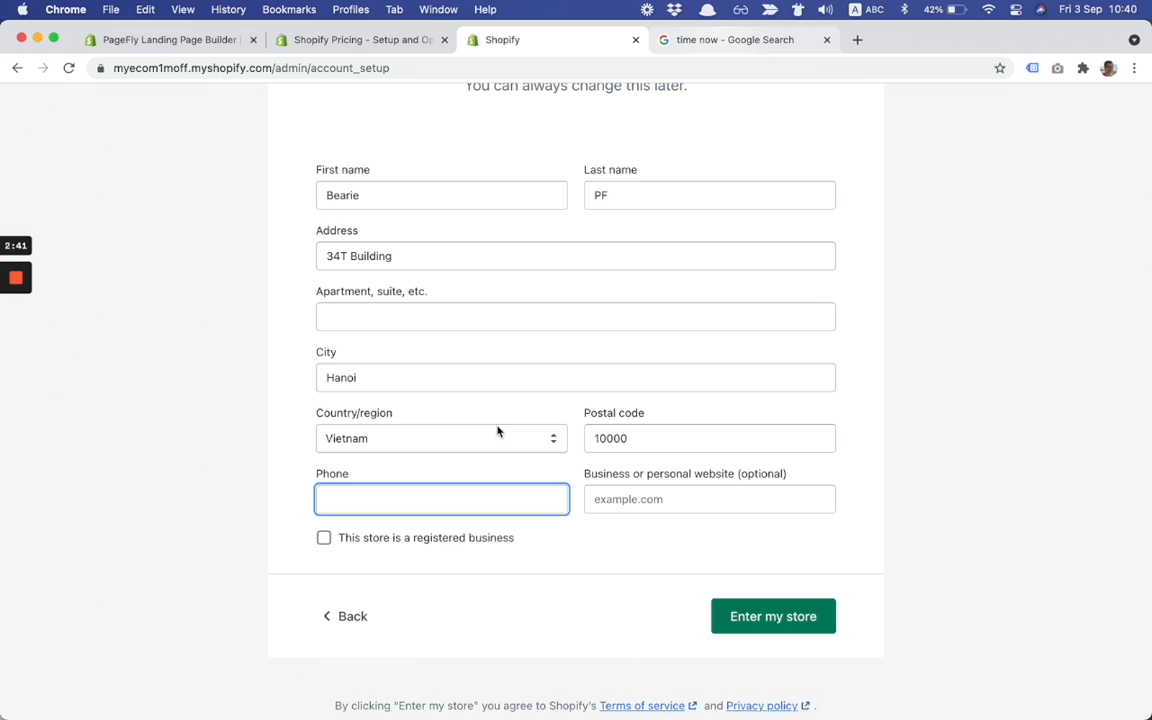 Chrome File Edit View History Bookmarks Profiles Tab Window Help A ABC 42% Fri 3 Sep 10:40
PageFly Landing Page Builder Shopify Pricing - Setup and Op Shopify time now - Google Search
myecom1moff.myshopify.com/admin/account_setup
You can always change this later.
First name Last name
Bearie PF
2:41
Address
34T Building
Apartment, suite, etc.
City
Hanoi
Country/region Postal code
Vietnam 10000
Phone Business or personal website (optional)
example.com
This store is a registered business
Back Enter my store
By clicking “Enter my store” you agree to Shopify's Terms of service and Privacy policy .